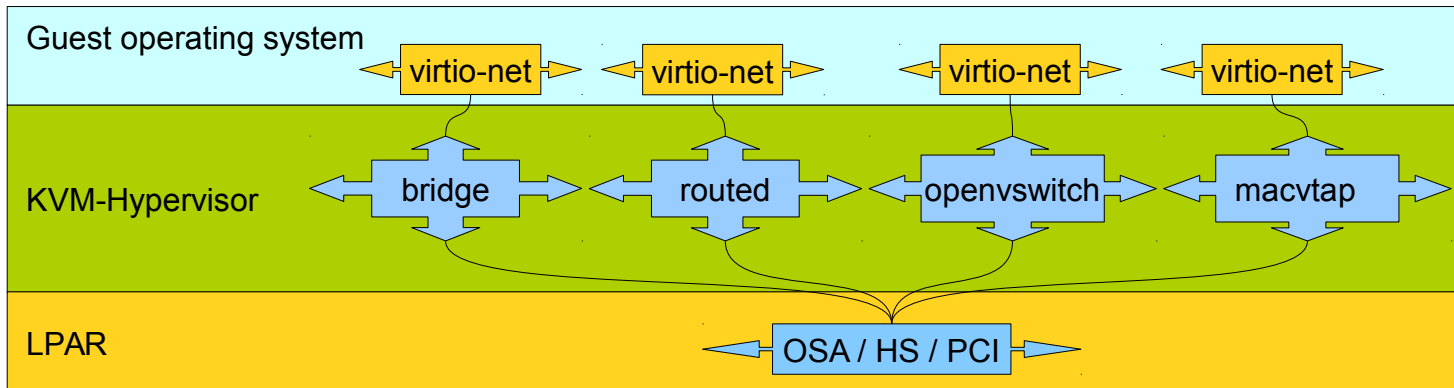 Guest operating system
virtio-net
virtio-net
virtio-net
virtio-net
KVM-Hypervisor
bridge
routed
openvswitch
macvtap
LPAR
OSA / HS / PCI